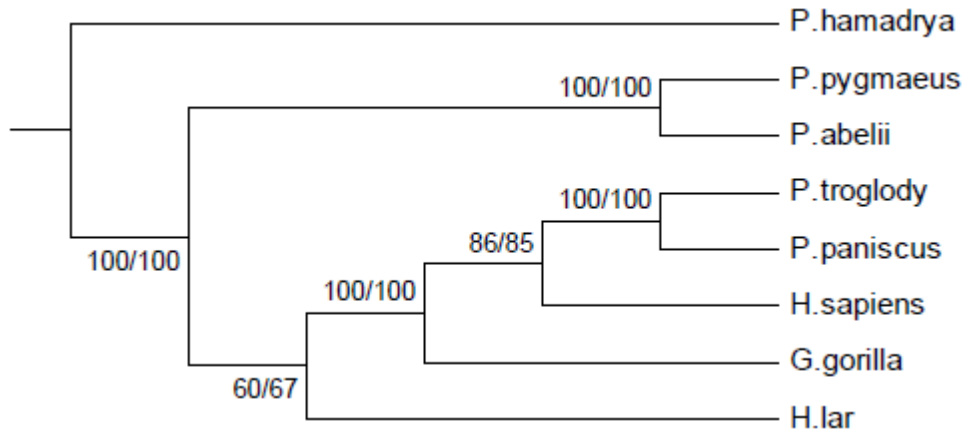 P.hamadrya
100/100
P.pygmaeus
P.abelii
100/100
P.troglody
86/85
P.paniscus
100/100
100/100
H.sapiens
60/67
G.gorilla
H.lar